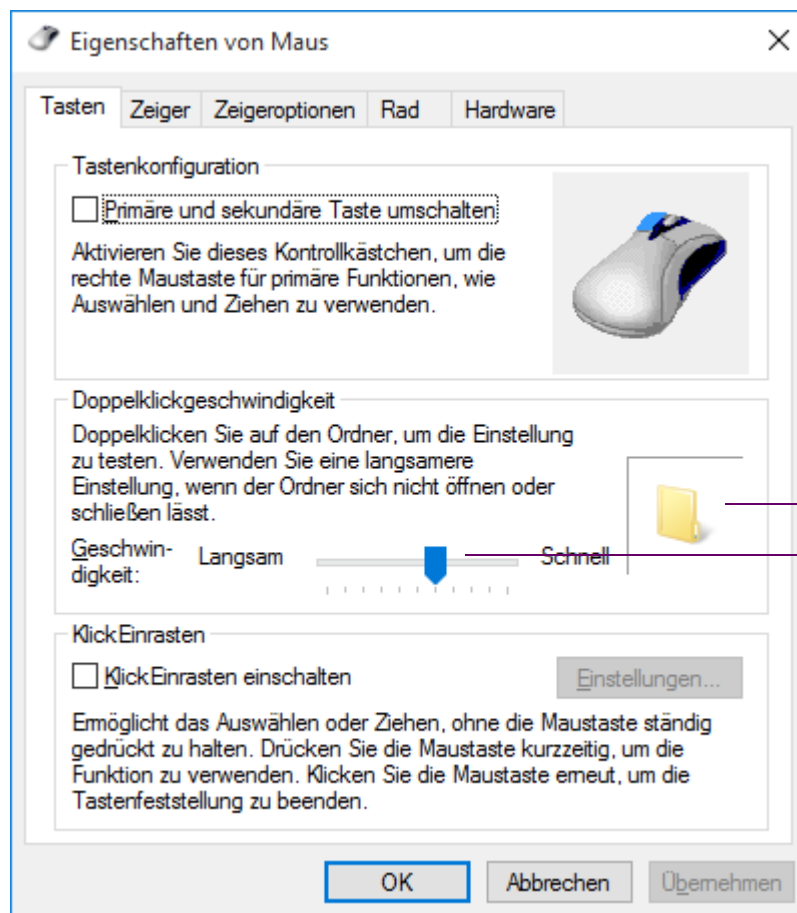 Eigenschaften von Maus
Tasten Zeiger Zeigeroptionen Rad Hardware
Tastenkonfiguration
Primäre und sekundäre Taste umschalten
Aktivieren Sie dieses Kontrollkästchen, um die
rechte Maustaste für primäre Funktionen, wie
Auswählen und Ziehen zu verwenden.
Doppelklickgeschwindigkeit
Doppelklicken Sie auf den Ordner, um die Einstellung
zu testen. Verwenden Sie eine langsamere
Einstellung, wenn der Ordner sich nicht öffnen oder
schließen lässt.
Geschwin-
digkeit:
Langsam
Schnell
KlickEinrasten
KlickEinrasten einschalten
Einstellungen...
Ermöglicht das Auswählen oder Ziehen, ohne die Maustaste ständig
gedrückt zu halten. Drücken Sie die Maustaste kurzzeitig, um die
Funktion zu verwenden. Klicken Sie die Maustaste erneut, um die
Tastenfeststellung zu beenden.
OK Abbrechen Übernehmen